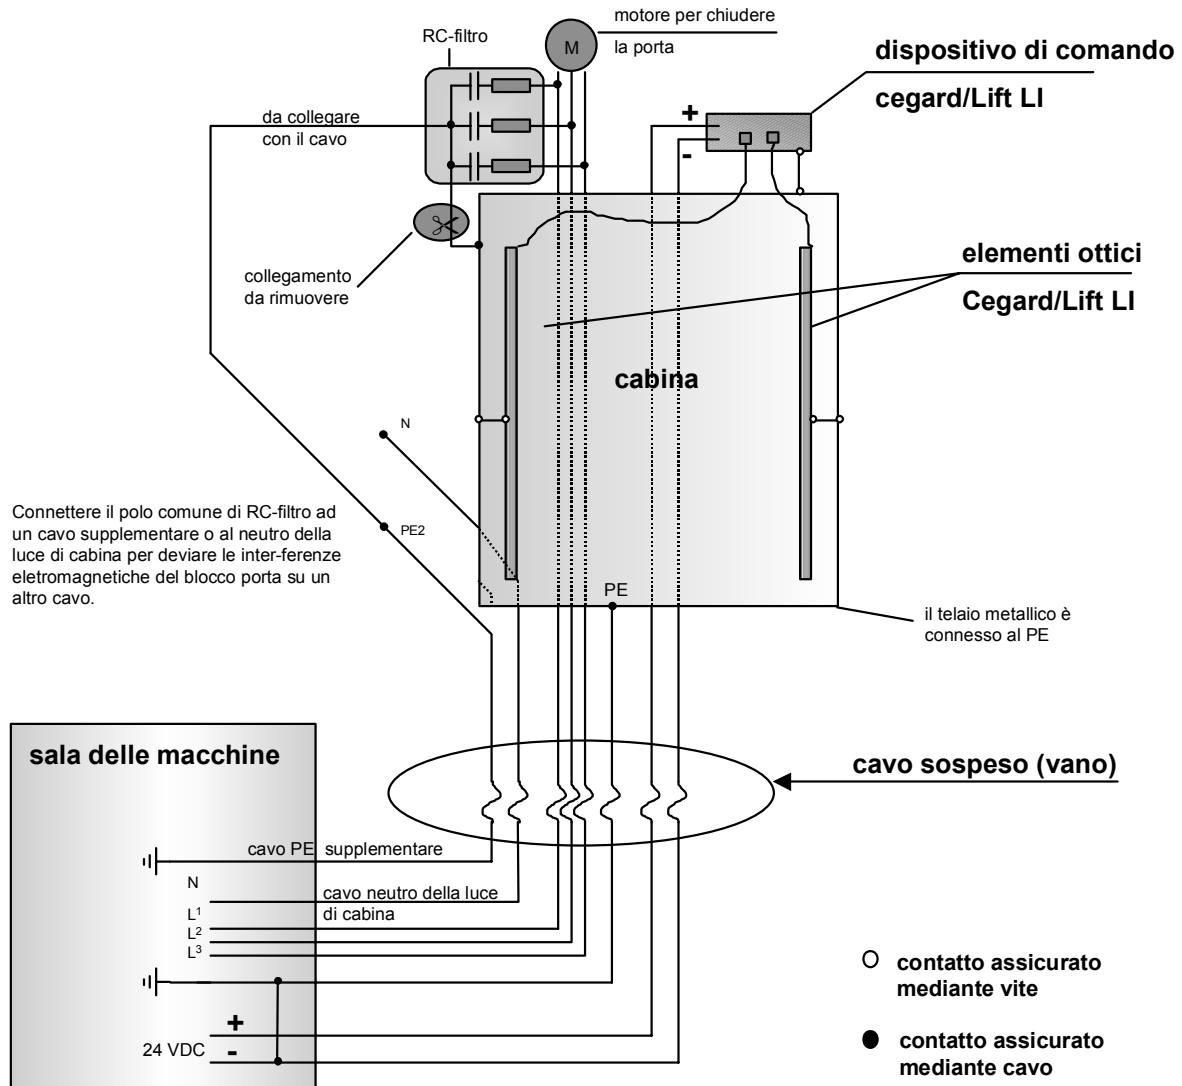 motore per chiudere
la porta
RC-filtro
M
dispositivo di comando
cegard/Lift LI
+
-
da collegare
con il cavo
collegamento
da rimuovere
elementi ottici
Cegard/Lift LI
cabina
N
Connettere il polo comune di RC-filtro ad
un cavo supplementare o al neutro della
luce di cabina per deviare le inter-ferenze
eletromagnetiche del blocco porta su un
altro cavo.
PE2
PE
il telaio metallico è
connesso al PE
sala delle macchine
cavo sospeso (vano)
cavo PE supplementare
N
cavo neutro della luce
di cabina
L1
L2
L3
+
24 VDC
-
contatto assicurato
mediante vite
contatto assicurato
mediante cavo